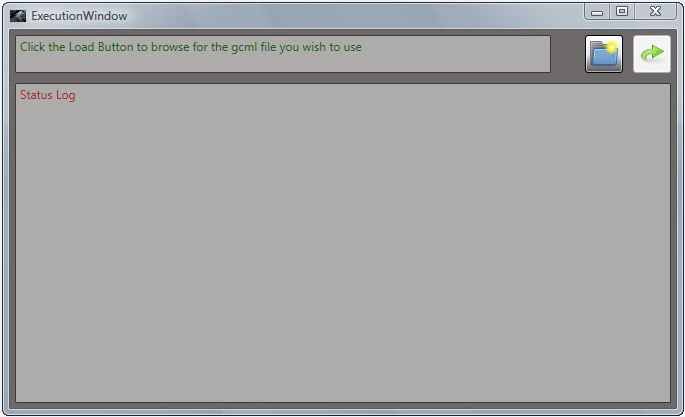 ExecutionWindow
Click the Load Button to browse for the gcml file you wish to use
Status Log